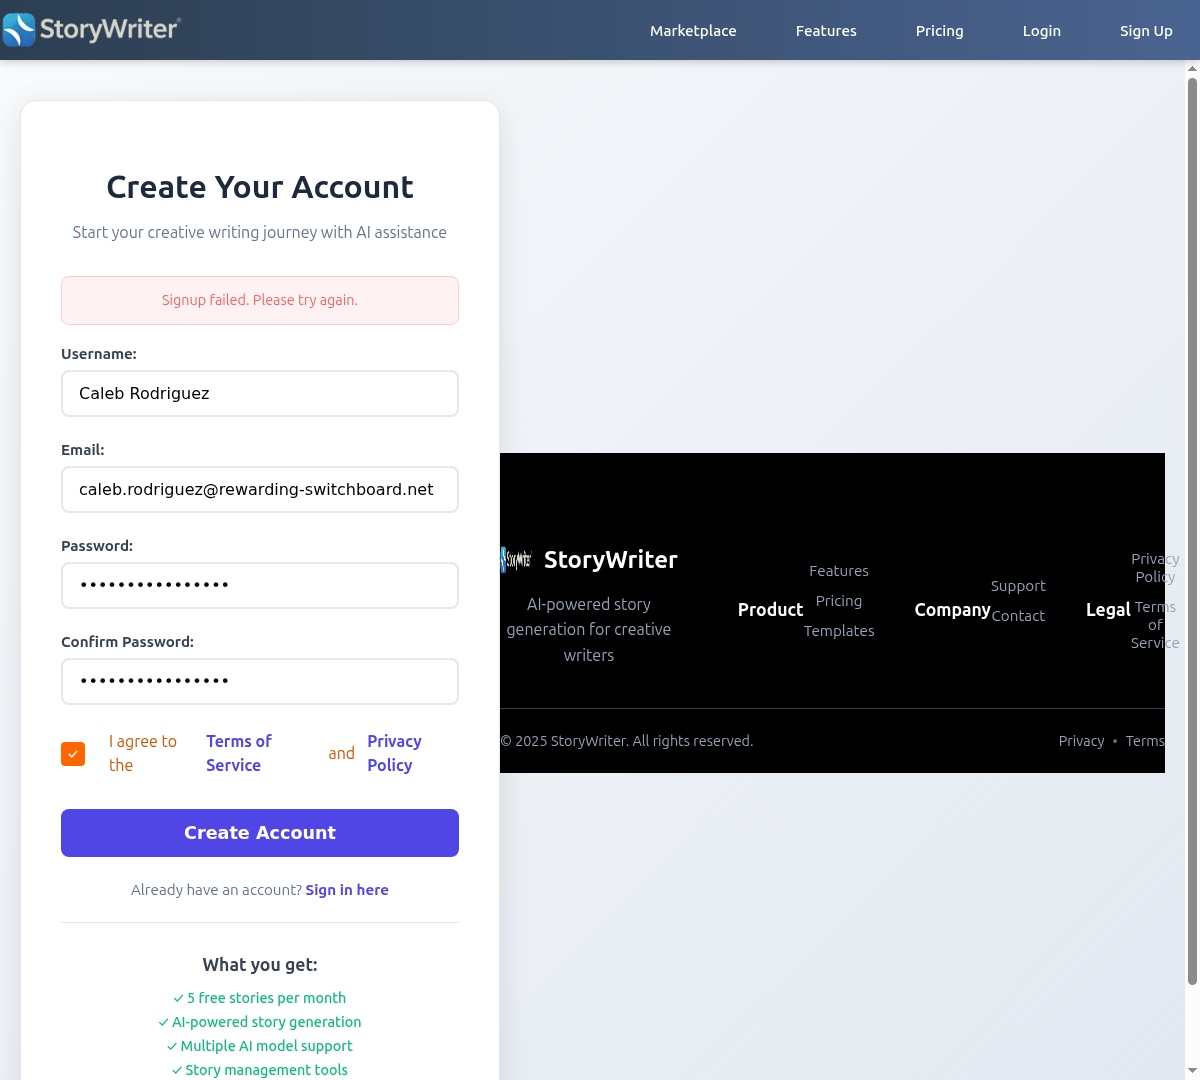 StoryWriter®
Marketplace
Features
Pricing
Login
Sign Up
Create Your Account
Start your creative writing journey with AI assistance
Signup failed. Please try again.
Username:
Caleb Rodriguez
Email:
caleb.rodriguez@rewarding-switchboard.net
Password:
••••••••••••••••
Confirm Password:
••••••••••••••••
I agree to
the
Terms of
Service
and
Privacy
Policy
Create Account
Already have an account? Sign in here
What you get:
✓ 5 free stories per month
✓ AI-powered story generation
✓ Multiple AI model support
✓ Story management tools
StoryWriter
StoryWriter
AI-powered story
generation for creative
writers
Product
Features
Pricing
Templates
Company
Support
Contact
Legal
Privacy
Policy
Terms
of
Service
© 2025 StoryWriter. All rights reserved.
Privacy • Terms